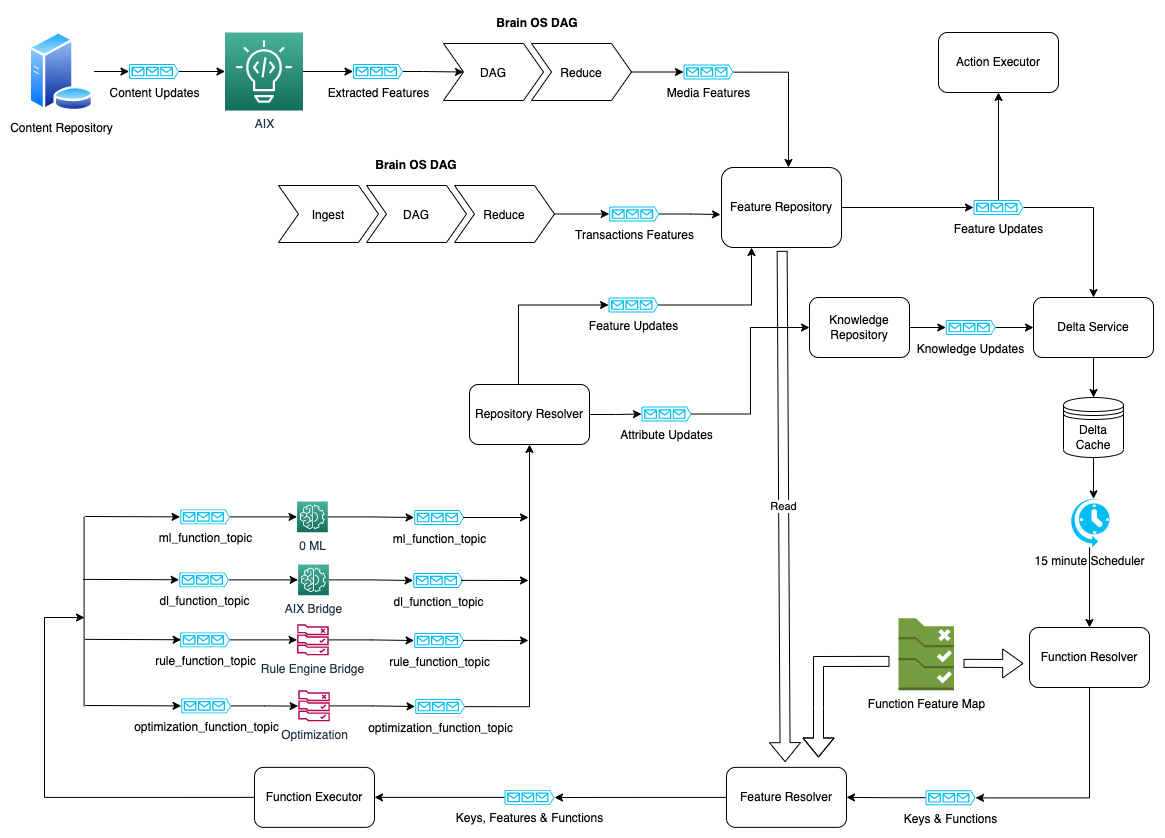 Brain OS DAG
Content Repository
Content Updates
AIX
Extracted Features
DAG
Reduce
Media Features
Action Executor
Brain OS DAG
Ingest
DAG
Reduce
Transactions Features
Feature Repository
Feature Updates
Feature Updates
Knowledge
Repository
Knowledge Updates
Delta Service
Repository Resolver
Attribute Updates
Delta
Cache
Read
15 minute Scheduler
ml_function_topic
0 ML
ml_function_topic
dl_function_topic
AIX Bridge
dl_function_topic
rule_function_topic
Rule Engine Bridge
rule_function_topic
optimization_function_topic
Optimization
optimization_function_topic
Function Feature Map
Function Resolver
Function Executor
Keys, Features & Functions
Feature Resolver
Keys & Functions